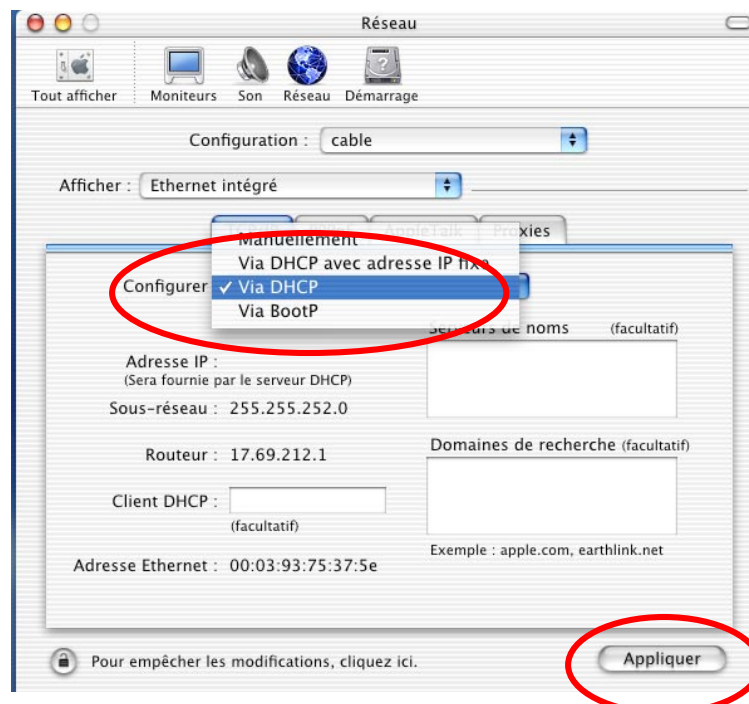 Réseau
Tout afficher Moniteurs Son Réseau Démarrage
Configuration : cable
Afficher : Ethernet intégré
Proxies
Manuellement
Via DHCP avec adresse IP fixe
Configurer ✓ Via DHCP
Via BootP
Serveurs de noms (facultatif)
Adresse IP :
(Sera fournie par le serveur DHCP)
Sous-réseau : 255.255.252.0
Domaines de recherche (facultatif)
Routeur : 17.69.212.1
Client DHCP :
(facultatif)
Exemple : apple.com, earthlink.net
Adresse Ethernet : 00:03:93:75:37:5e
Pour empêcher les modifications, cliquez ici.
Appliquer